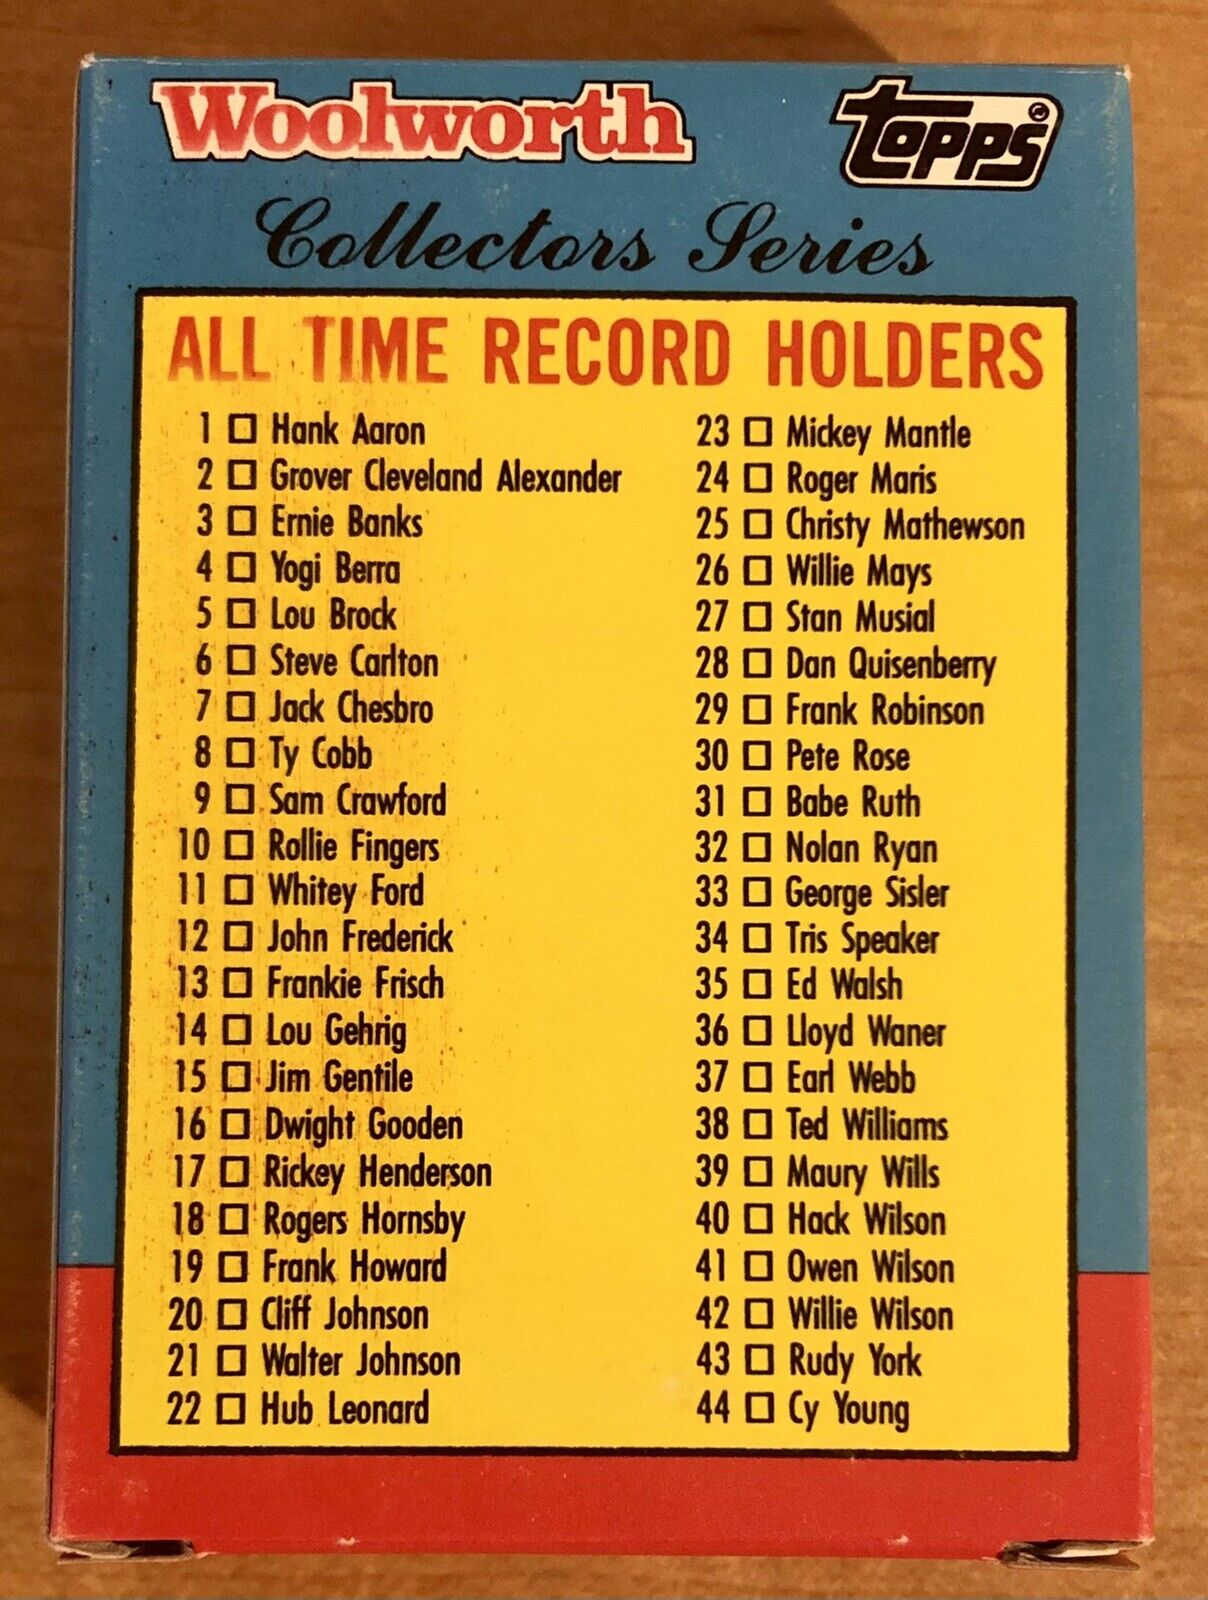 Woolworth
Topps
Collectors Series
ALL TIME RECORD HOLDERS
1 Hank Aaron
2 Grover Cleveland Alexander
3 Ernie Banks
4 Yogi Berra
5 Lou Brock
6 Steve Carlton
7 Jack Chesbro
8 Ty Cobb
9 Sam Crawford
10 Rollie Fingers
11 Whitey Ford
12 John Frederick
13 Frankie Frisch
14 Lou Gehrig
15 Jim Gentile
16 Dwight Gooden
17 Rickey Henderson
18 Rogers Hornsby
19 Frank Howard
20 Cliff Johnson
21 Walter Johnson
22 Hub Leonard
23 Mickey Mantle
24 Roger Maris
25 Christy Mathewson
26 Willie Mays
27 Stan Musial
28 Dan Quisenberry
29 Frank Robinson
30 Pete Rose
31 Babe Ruth
32 Nolan Ryan
33 George Sisler
34 Tris Speaker
35 Ed Walsh
36 Lloyd Waner
37 Earl Webb
38 Ted Williams
39 Maury Wills
40 Hack Wilson
41 Owen Wilson
42 Willie Wilson
43 Rudy York
44 Cy Young